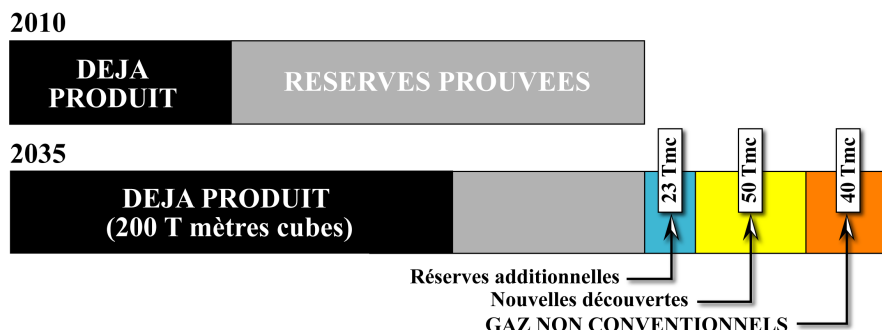 2010
DEJA
PRODUIT
RESERVES PROUVEES
2035
DEJA PRODUIT
(200 T mètres cubes)
23 Tmc
50 Tmc
40 Tmc
Réserves additionnelles
Nouvelles découvertes
GAZ NON CONVENTIONNELS